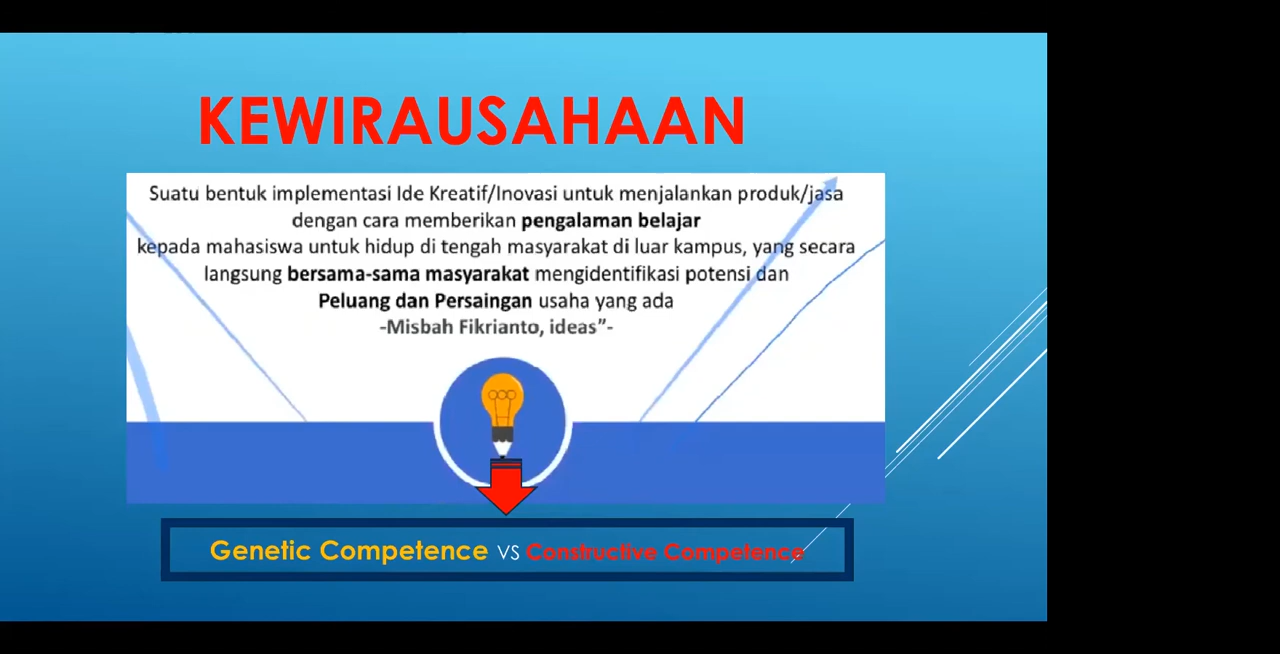 KEWIRAUSAHAAN
Suatu bentuk implementasi Ide Kreatif/Inovasi untuk menjalankan produk/jasa
dengan cara memberikan pengalaman belajar
kepada mahasiswa untuk hidup di tengah masyarakat di luar kampus, yang secara
langsung bersama-sama masyarakat mengidentifikasi potensi dan
Peluang dan Persaingan usaha yang ada
-Misbah Fikrianto, ideas”-
Genetic Competence VS Constructive Competence